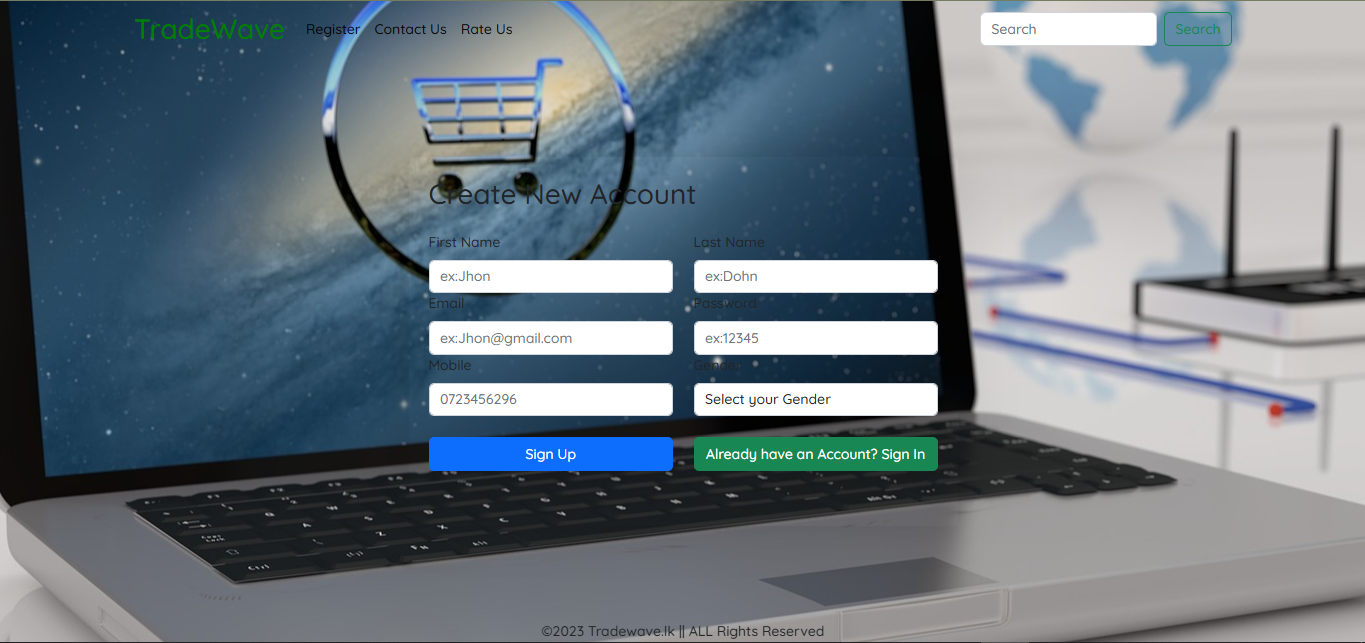 TradeWave Register Contact Us Rate Us Search Search
Create New Account
First Name Last Name
ex:Jhon ex:Dohn
Email Password
ex:Jhon@gmail.com ex:12345
Mobile Gender
0723456296 Select your Gender
Sign Up Already have an Account? Sign In
©2023 Tradewave.lk || ALL Rights Reserved